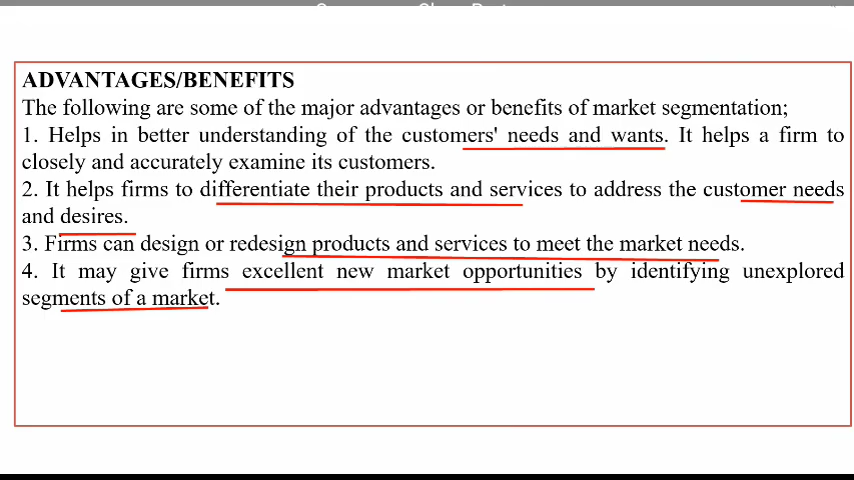 ADVANTAGES/BENEFITS
The following are some of the major advantages or benefits of market segmentation;
1. Helps in better understanding of the customers' needs and wants. It helps a firm to
closely and accurately examine its customers.
2. It helps firms to differentiate their products and services to address the customer needs
and desires.
3. Firms can design or redesign products and services to meet the market needs.
4. It may give firms excellent new market opportunities by identifying unexplored
segments of a market.